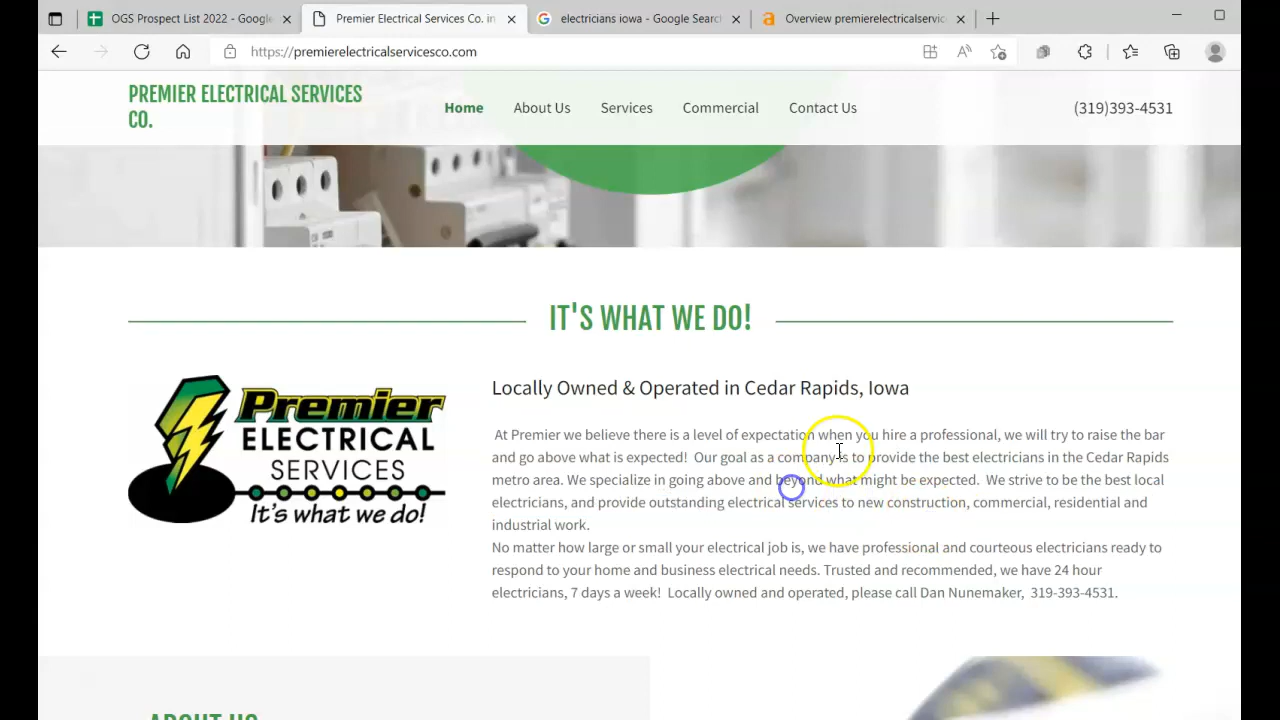 OGS Prospect List 2022 - Google
Premier Electrical Services Co. in
electricians iowa - Google Search
Overview premierelectricalservic
https://premierelectricalservicesco.com
PREMIER ELECTRICAL SERVICES
CO.
Home
About Us
Services
Commercial
Contact Us
(319)393-4531
IT'S WHAT WE DO!
Premier
ELECTRICAL
SERVICES
It's what we do!
Locally Owned & Operated in Cedar Rapids, Iowa
At Premier we believe there is a level of expectation when you hire a professional, we will try to raise the bar
and go above what is expected! Our goal as a company is to provide the best electricians in the Cedar Rapids
metro area. We specialize in going above and beyond what might be expected. We strive to be the best local
electricians, and provide outstanding electrical services to new construction, commercial, residential and
industrial work.
No matter how large or small your electrical job is, we have professional and courteous electricians ready to
respond to your home and business electrical needs. Trusted and recommended, we have 24 hour
electricians, 7 days a week! Locally owned and operated, please call Dan Nunemaker, 319-393-4531.
ABOUT US